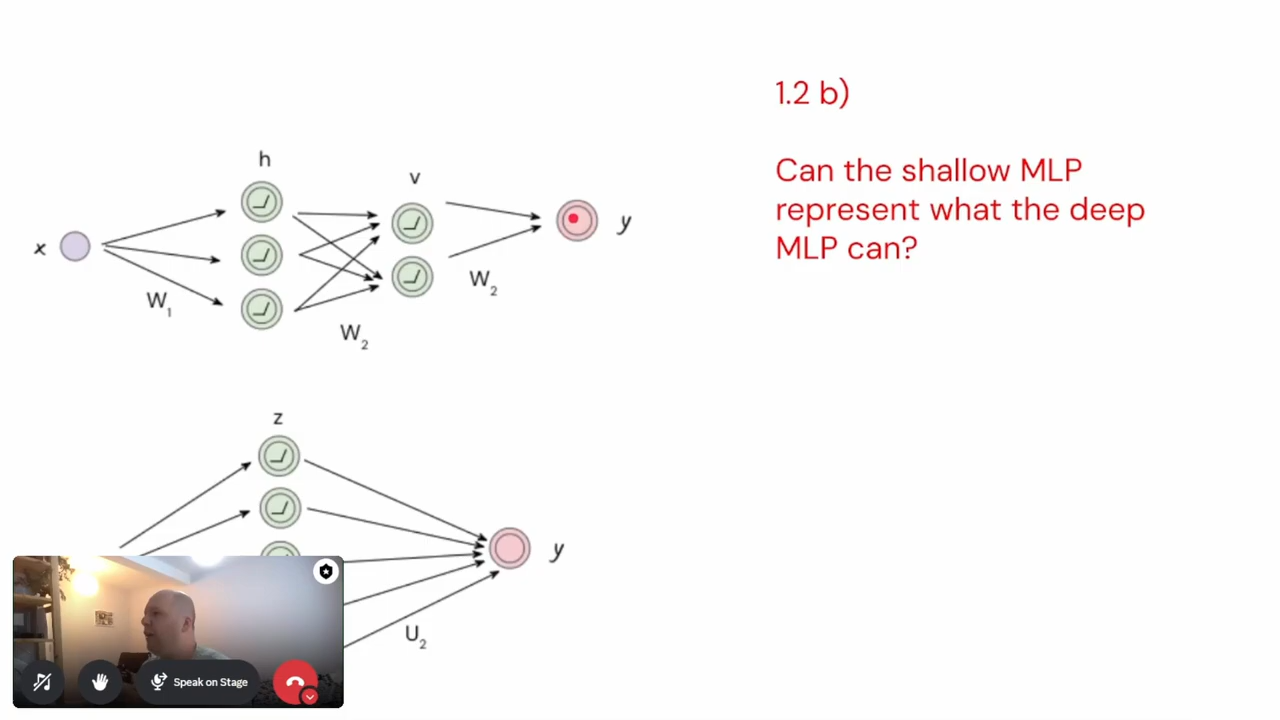 1.2 b)
Can the shallow MLP
represent what the deep
MLP can?
h
v
x
y
W1
W2
W2
z
y
U2
Speak on Stage